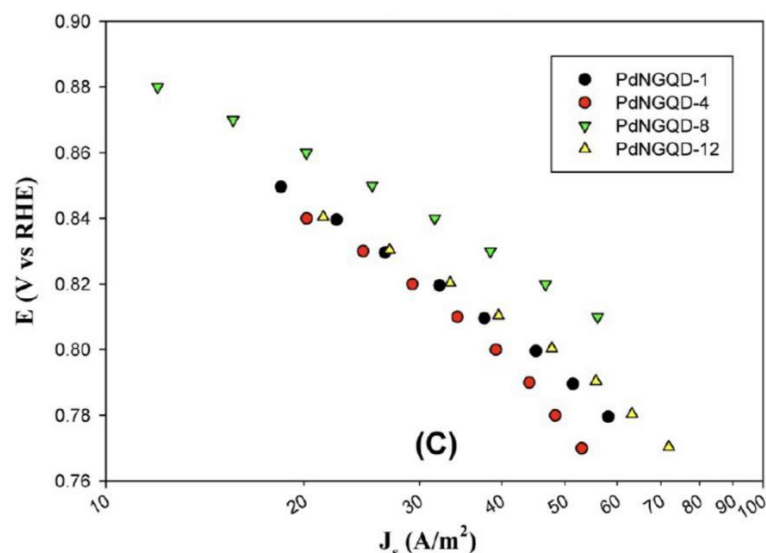 0.90
0.88
0.86
0.84
0.82
0.80
0.78
0.76
E (V vs RHE)
PdNGQD-1
PdNGQD-4
PdNGQD-8
PdNGQD-12
(C)
10 20 30 40 50 60 70 80 90 100
Js (A/m²)